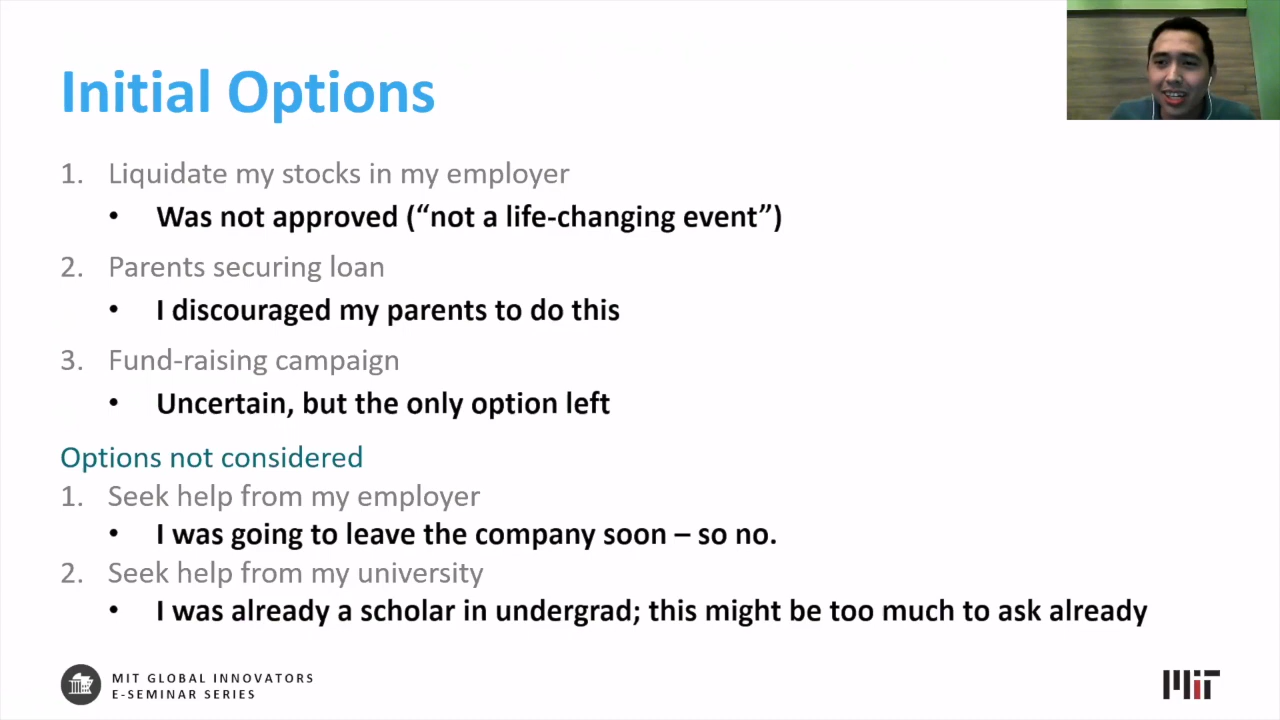 Initial Options
1. Liquidate my stocks in my employer
• Was not approved (“not a life-changing event”)
2. Parents securing loan
• I discouraged my parents to do this
3. Fund-raising campaign
• Uncertain, but the only option left
Options not considered
1. Seek help from my employer
• I was going to leave the company soon – so no.
2. Seek help from my university
• I was already a scholar in undergrad; this might be too much to ask already
MIT GLOBAL INNOVATORS
E-SEMINAR SERIES
MIT